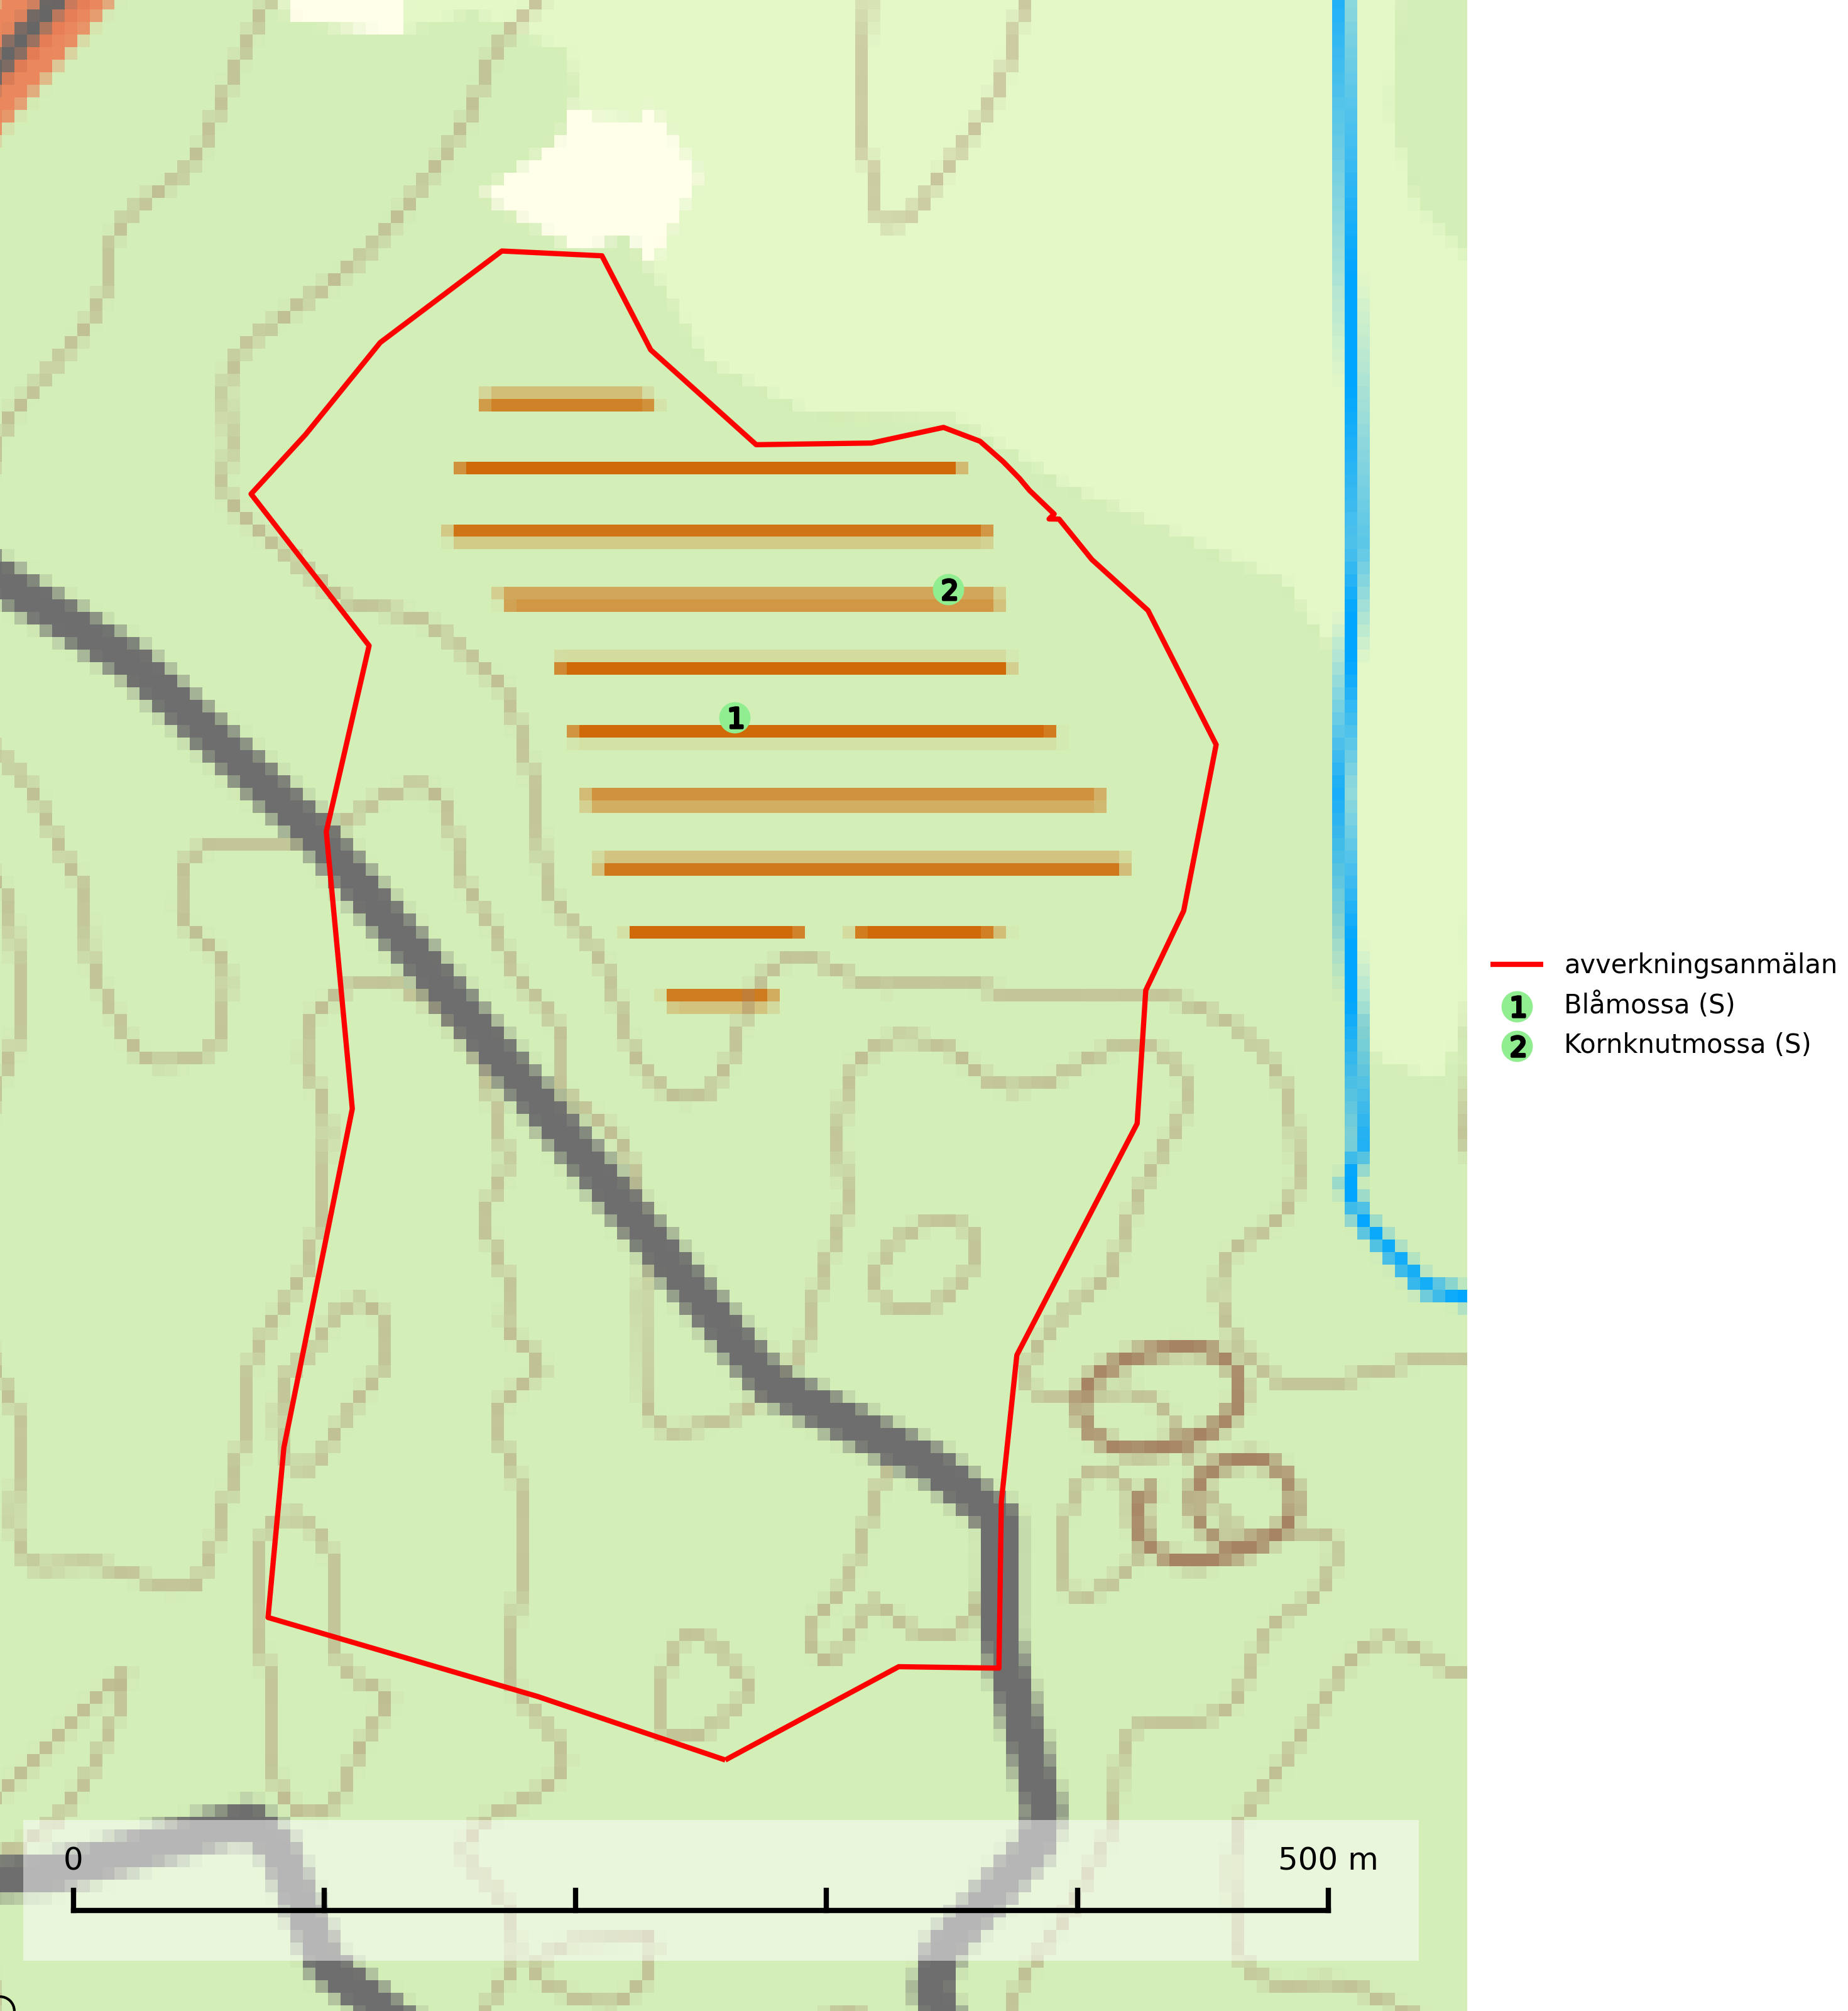 2
1
avverkningsanmälan
1 Blåmossa (S)
2 Kornknutmossa (S)
0 500 m